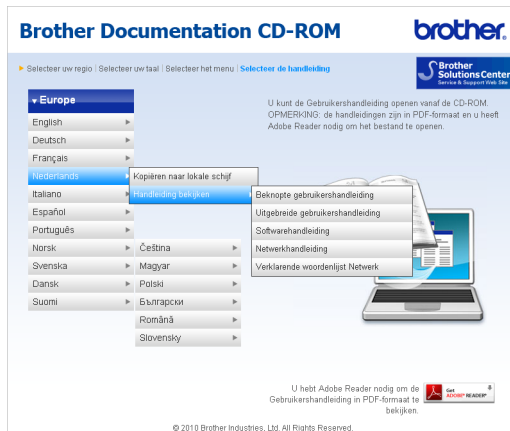 Brother Documentation CD-ROM
brother
Selecteer uw regio | Selecteer uw taal | Selecteer het menu | Selecteer de handleiding
Brother
Solutions Center
Service & Support Web Site
Europe
English
Deutsch
Français
Nederlands
Italiano
Español
Português
Norsk
Svenska
Dansk
Suomi
Kopiëren naar lokale schijf
Handleiding bekijken
Čeština
Magyar
Polski
Български
Română
Slovensky
Beknopte gebruikershandleiding
Uitgebreide gebruikershandleiding
Softwarehandleiding
Netwerkhandleiding
Verklarende woordenlijst Netwerk
U kunt de Gebruikershandleiding openen vanaf de CD-ROM.
OPMERKING: de handleidingen zijn in PDF-formaat en u heeft
Adobe Reader nodig om het bestand te openen.
U hebt Adobe Reader nodig om de
Gebruikershandleiding in PDF-formaat te
bekijken.
Get
ADOBE® READER®
© 2010 Brother Industries, Ltd. All Rights Reserved.